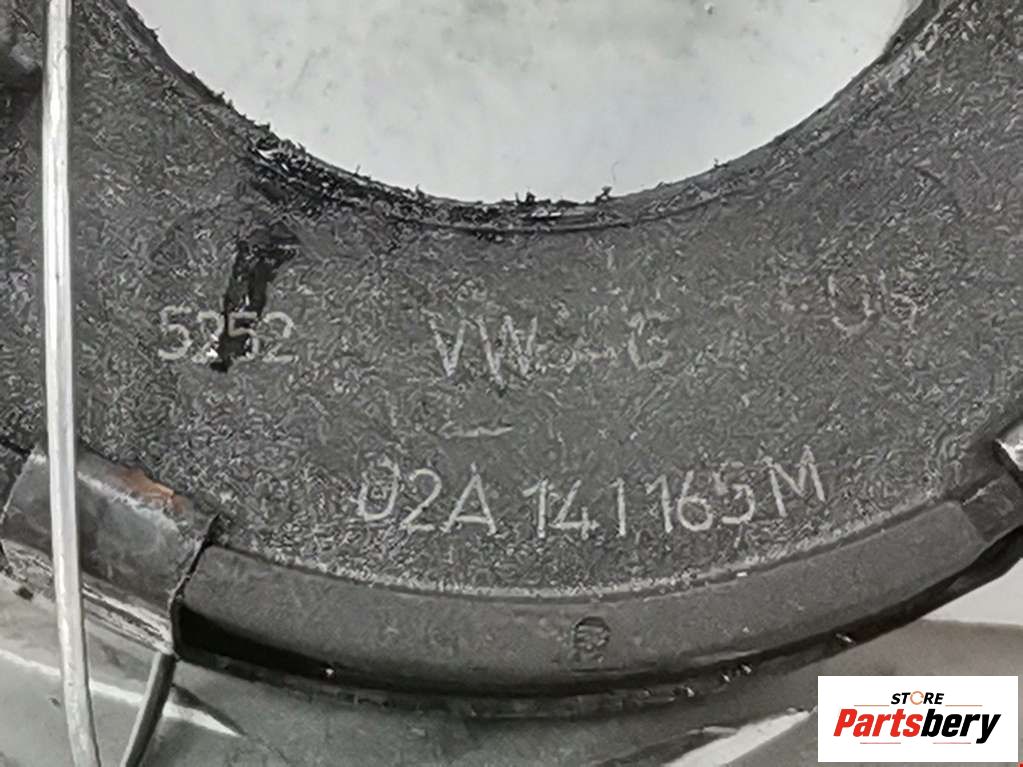 5252 VW
02A 141 165 M
STORE
Partsbery